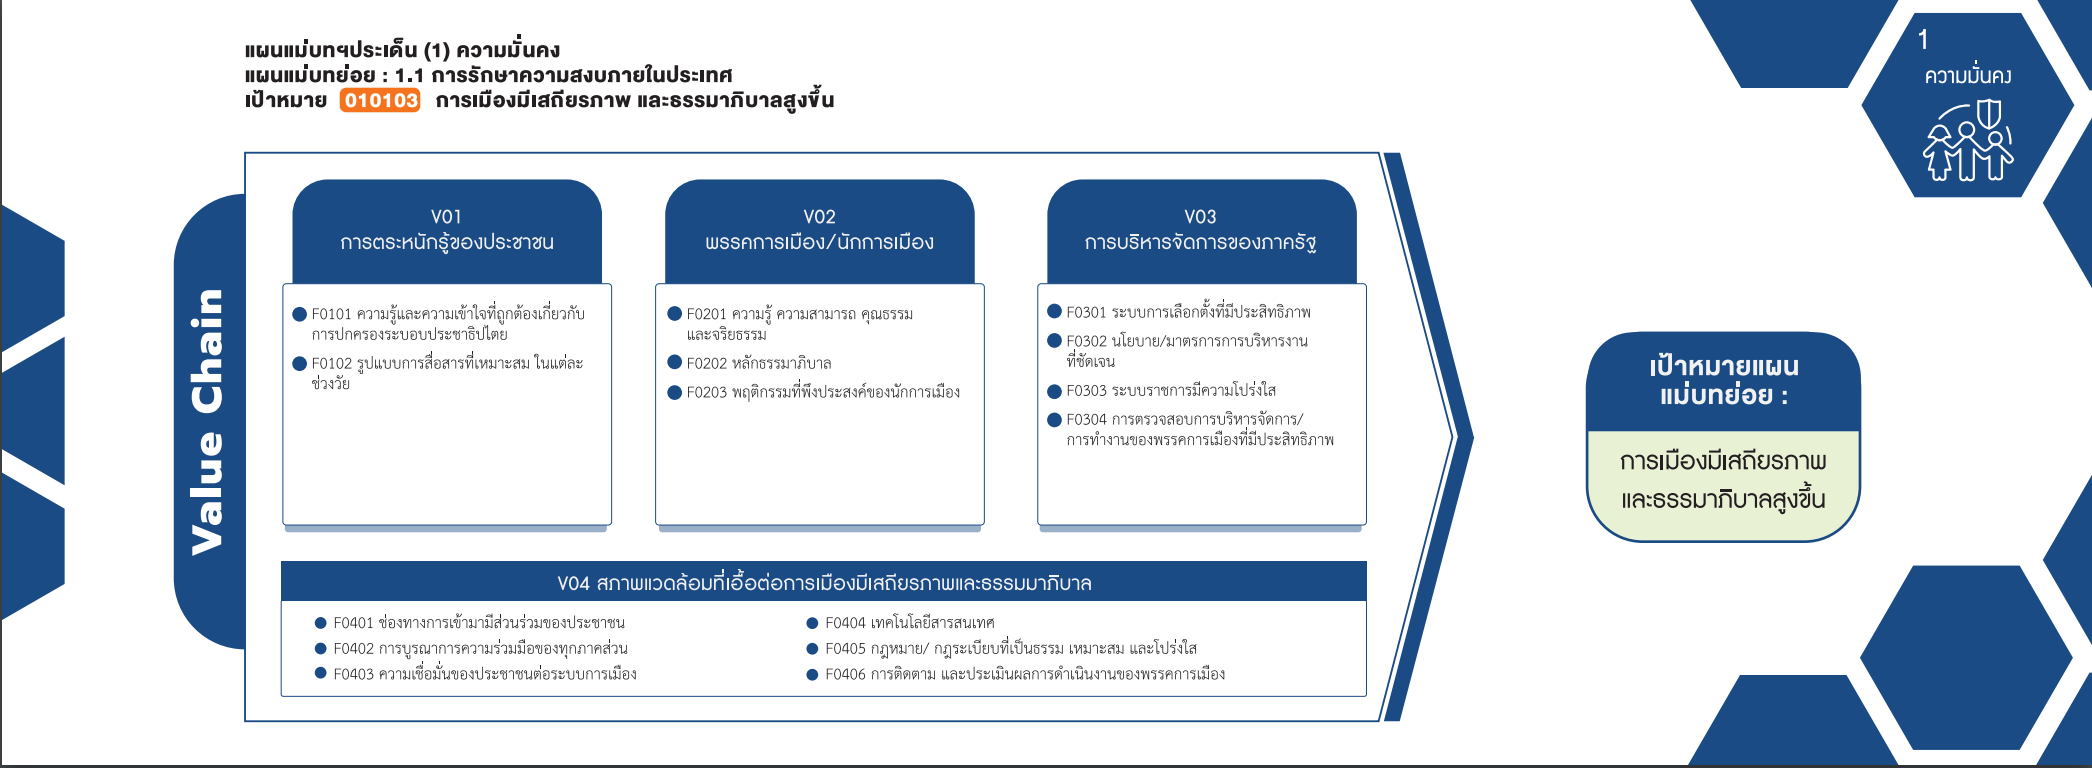 แผนแม่บทฯประเด็น (1) ความมั่นคง
แผนแม่บทย่อย : 1.1 การรักษาความสงบภายในประเทศ
เป้าหมาย 010103 การเมืองมีเสถียรภาพ และธรรมาภิบาลสูงขึ้น
1
ความมั่นคง
Value Chain
V01
การตระหนักรู้ของประชาชน
F0101 ความรู้และความเข้าใจที่ถูกต้องเกี่ยวกับ
การปกครองระบอบประชาธิปไตย
F0102 รูปแบบการสื่อสารที่เหมาะสม ในแต่ละ
ช่วงวัย
V02
พรรคการเมือง/นักการเมือง
F0201 ความรู้ ความสามารถ คุณธรรม
และจริยธรรม
F0202 หลักธรรมาภิบาล
F0203 พฤติกรรมที่พึงประสงค์ของนักการเมือง
V03
การบริหารจัดการของภาครัฐ
F0301 ระบบการเลือกตั้งที่มีประสิทธิภาพ
F0302 นโยบาย/มาตรการการบริหารงาน
ที่ชัดเจน
F0303 ระบบราชการมีความโปร่งใส
F0304 การตรวจสอบการบริหารจัดการ/
การทำงานของพรรคการเมืองที่มีประสิทธิภาพ
V04 สภาพแวดล้อมที่เอื้อต่อการเมืองมีเสถียรภาพและธรรมมาภิบาล
F0401 ช่องทางการเข้ามามีส่วนร่วมของประชาชน
F0402 การบูรณาการความร่วมมือของทุกภาคส่วน
F0403 ความเชื่อมั่นของประชาชนต่อระบบการเมือง
F0404 เทคโนโลยีสารสนเทศ
F0405 กฎหมาย/ กฎระเบียบที่เป็นธรรม เหมาะสม และโปร่งใส
F0406 การติดตาม และประเมินผลการดำเนินงานของพรรคการเมือง
เป้าหมายแผน
แม่บทย่อย :
การเมืองมีเสถียรภาพ
และธรรมาภิบาลสูงขึ้น